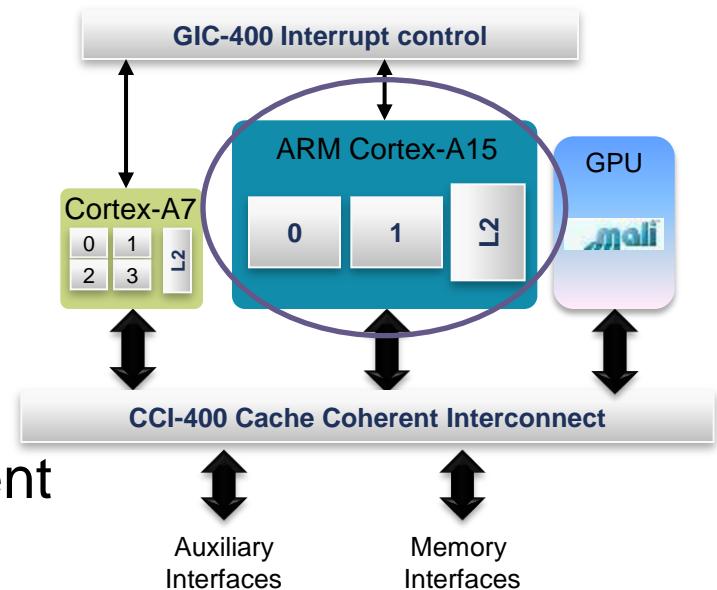 GIC-400 Interrupt control
ARM Cortex-A15
GPU
Cortex-A7
0 1
2 3
L2
0
1
L2
mali
CCI-400 Cache Coherent Interconnect
ent
Auxiliary
Interfaces
Memory
Interfaces